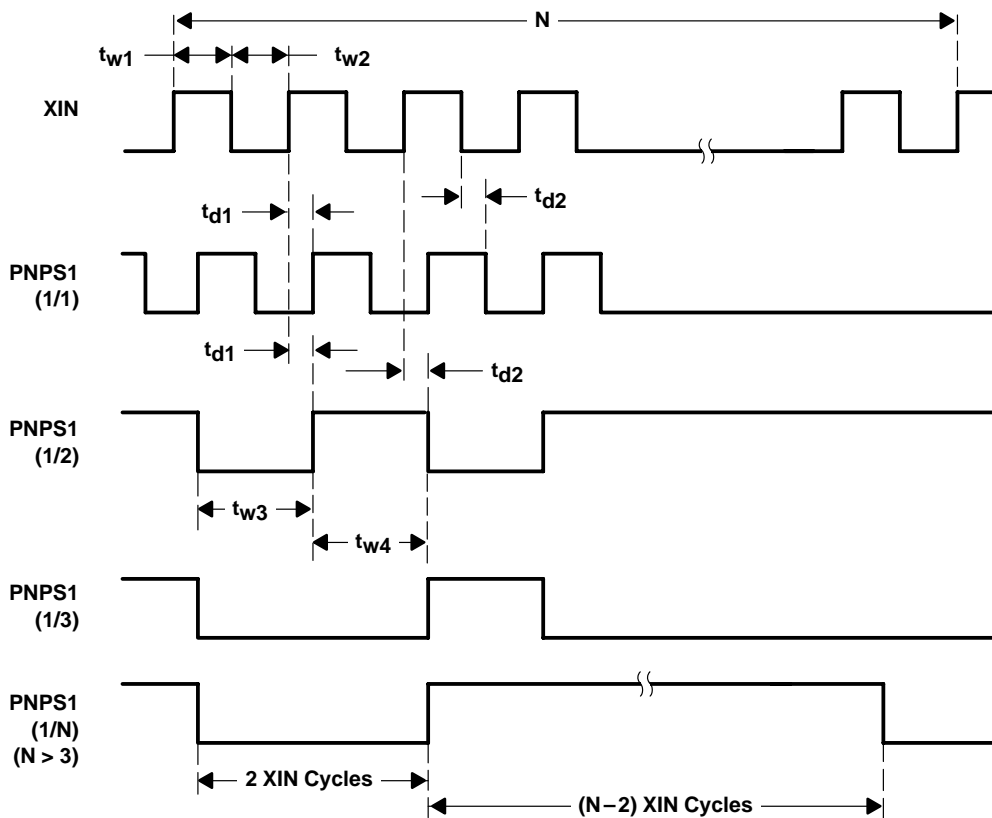 N
tw1
tw2
XIN
td1
td2
PNPS1
(1/1)
td1
td2
PNPS1
(1/2)
tw3
tw4
PNPS1
(1/3)
PNPS1
(1/N)
(N > 3)
2 XIN Cycles
(N–2) XIN Cycles